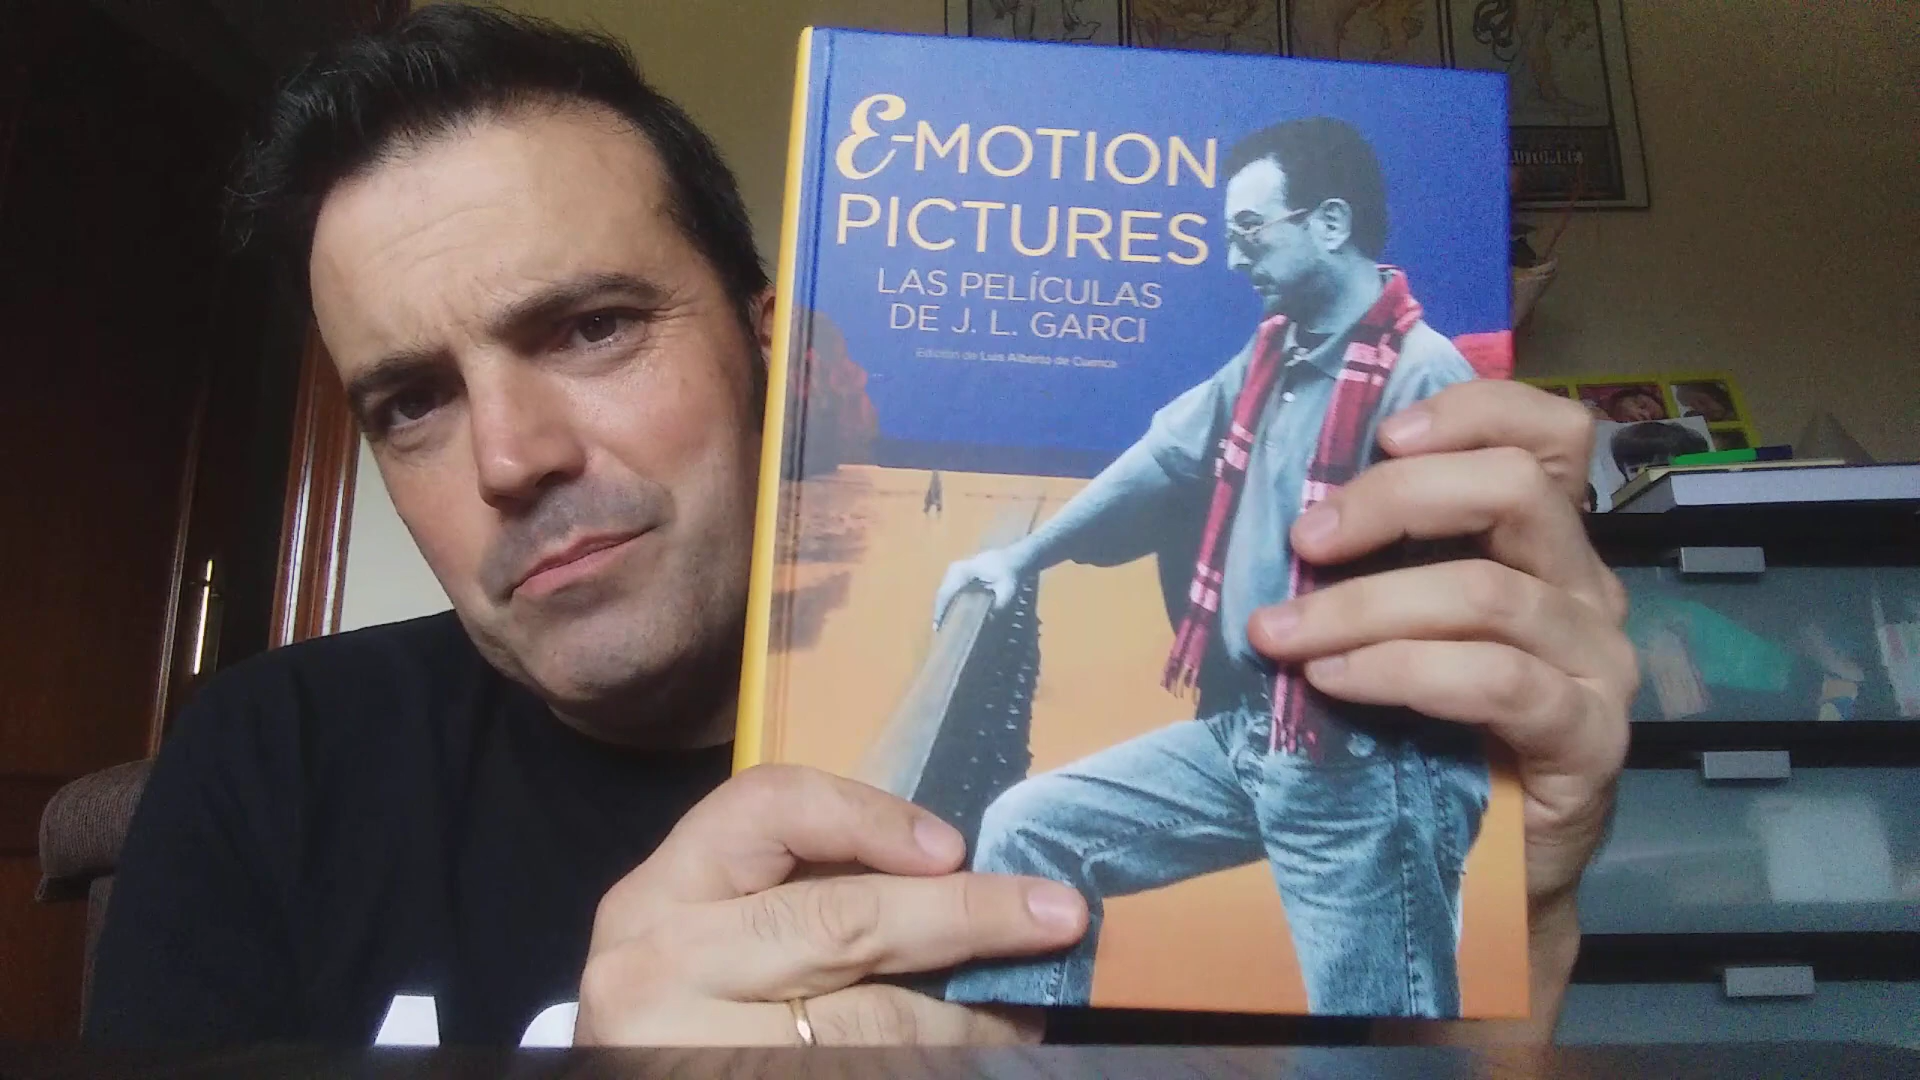 E-MOTION
PICTURES
LAS PELÍCULAS
DE J. L. GARCI
Edición de Luis Alberto de Cuenca